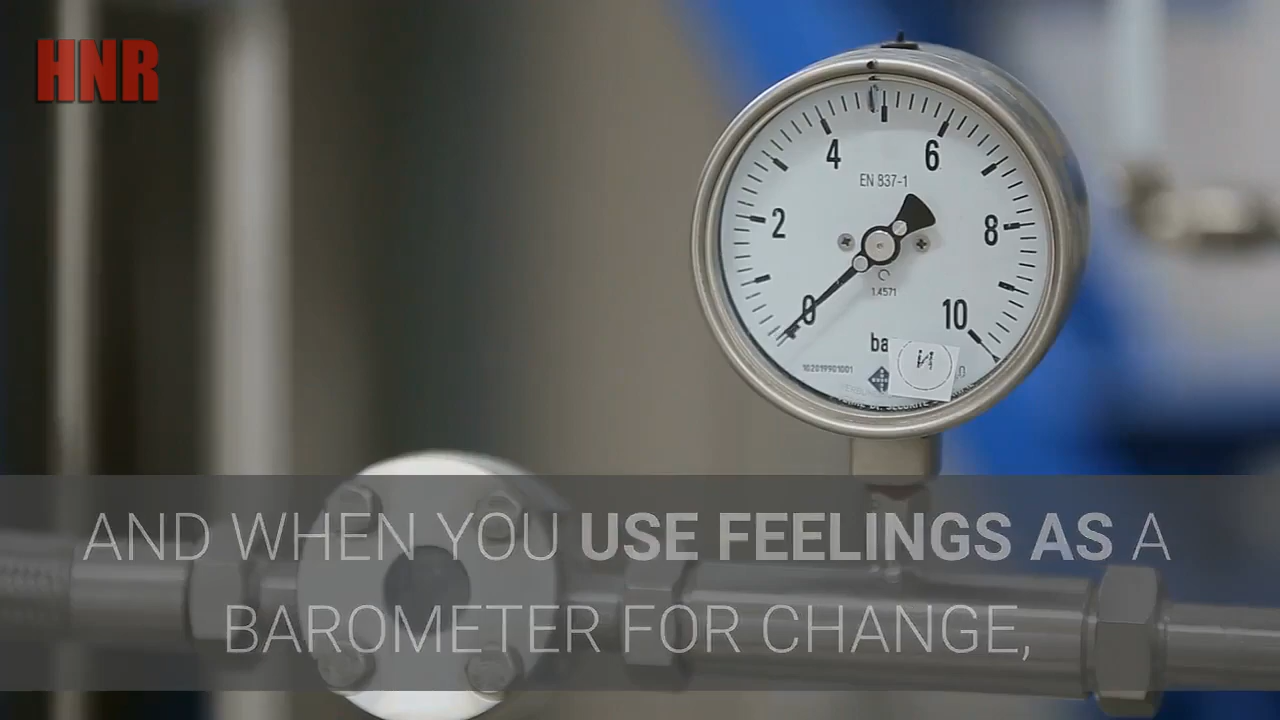 HNR
4
6
EN 837-1
2
8
1.4571
0
10
ba
И
AND WHEN YOU USE FEELINGS AS A
BAROMETER FOR CHANGE,